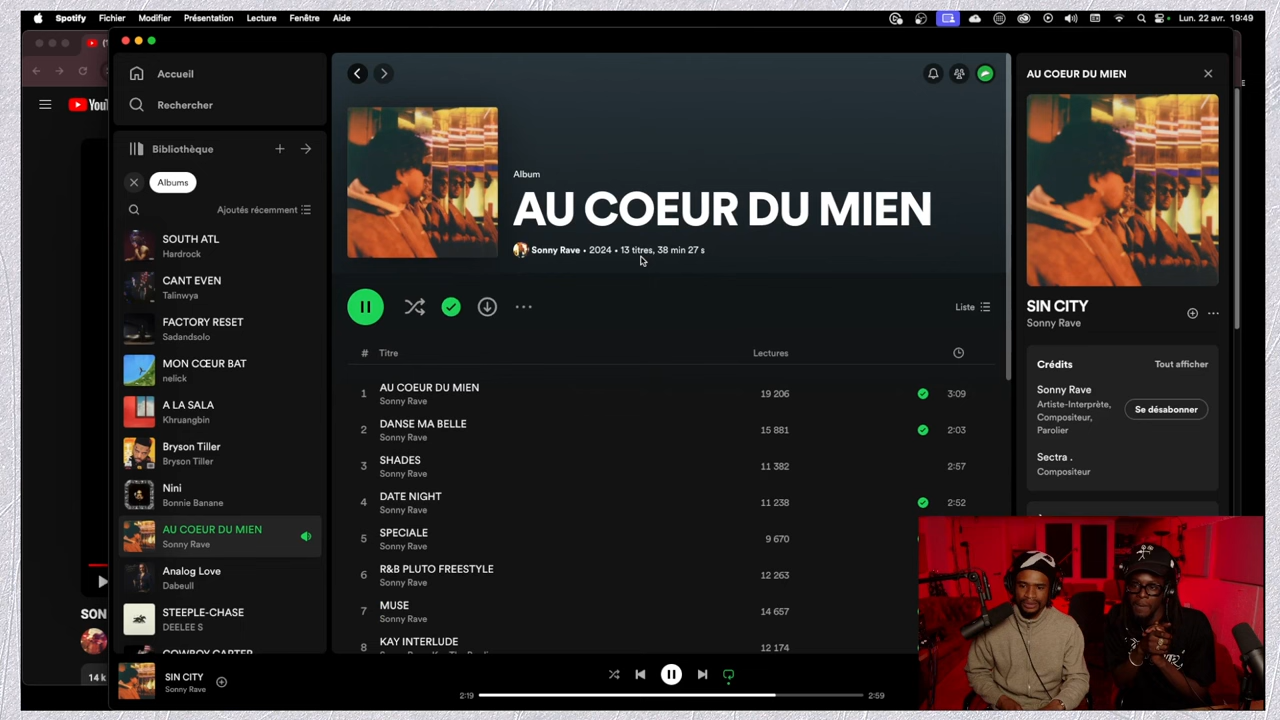 Spotify Fichier Modifier Présentation Lecture Fenêtre Aide
Lun. 22 avr. 19:49
Accueil
Rechercher
Bibliothèque
Albums
Ajoutés récemment
SOUTH ATL
Hardrock
CANT EVEN
Talinwya
FACTORY RESET
Sadandsolo
MON CŒUR BAT
nelick
A LA SALA
Khruangbin
Bryson Tiller
Bryson Tiller
Nini
Bonnie Banane
AU COEUR DU MIEN
Sonny Rave
Analog Love
Dabeull
STEEPLE-CHASE
DEELEE S
COWBOY CARTER
Album
AU COEUR DU MIEN
Sonny Rave • 2024 • 13 titres, 38 min 27 s
Liste
# Titre Lectures
1 AU COEUR DU MIEN 19 206 3:09
Sonny Rave
2 DANSE MA BELLE 15 881 2:03
Sonny Rave
3 SHADES 11 382 2:57
Sonny Rave
4 DATE NIGHT 11 238 2:52
Sonny Rave
5 SPECIALE 9 670
Sonny Rave
6 R&B PLUTO FREESTYLE 12 263
Sonny Rave
7 MUSE 14 657
Sonny Rave
8 KAY INTERLUDE 12 174
AU COEUR DU MIEN
SIN CITY
Sonny Rave
Crédits Tout afficher
Sonny Rave
Artiste-Interprète,
Compositeur,
Parolier
Se désabonner
Sectra .
Compositeur
SIN CITY
Sonny Rave
2:19 2:59
YouT
SON
14 k